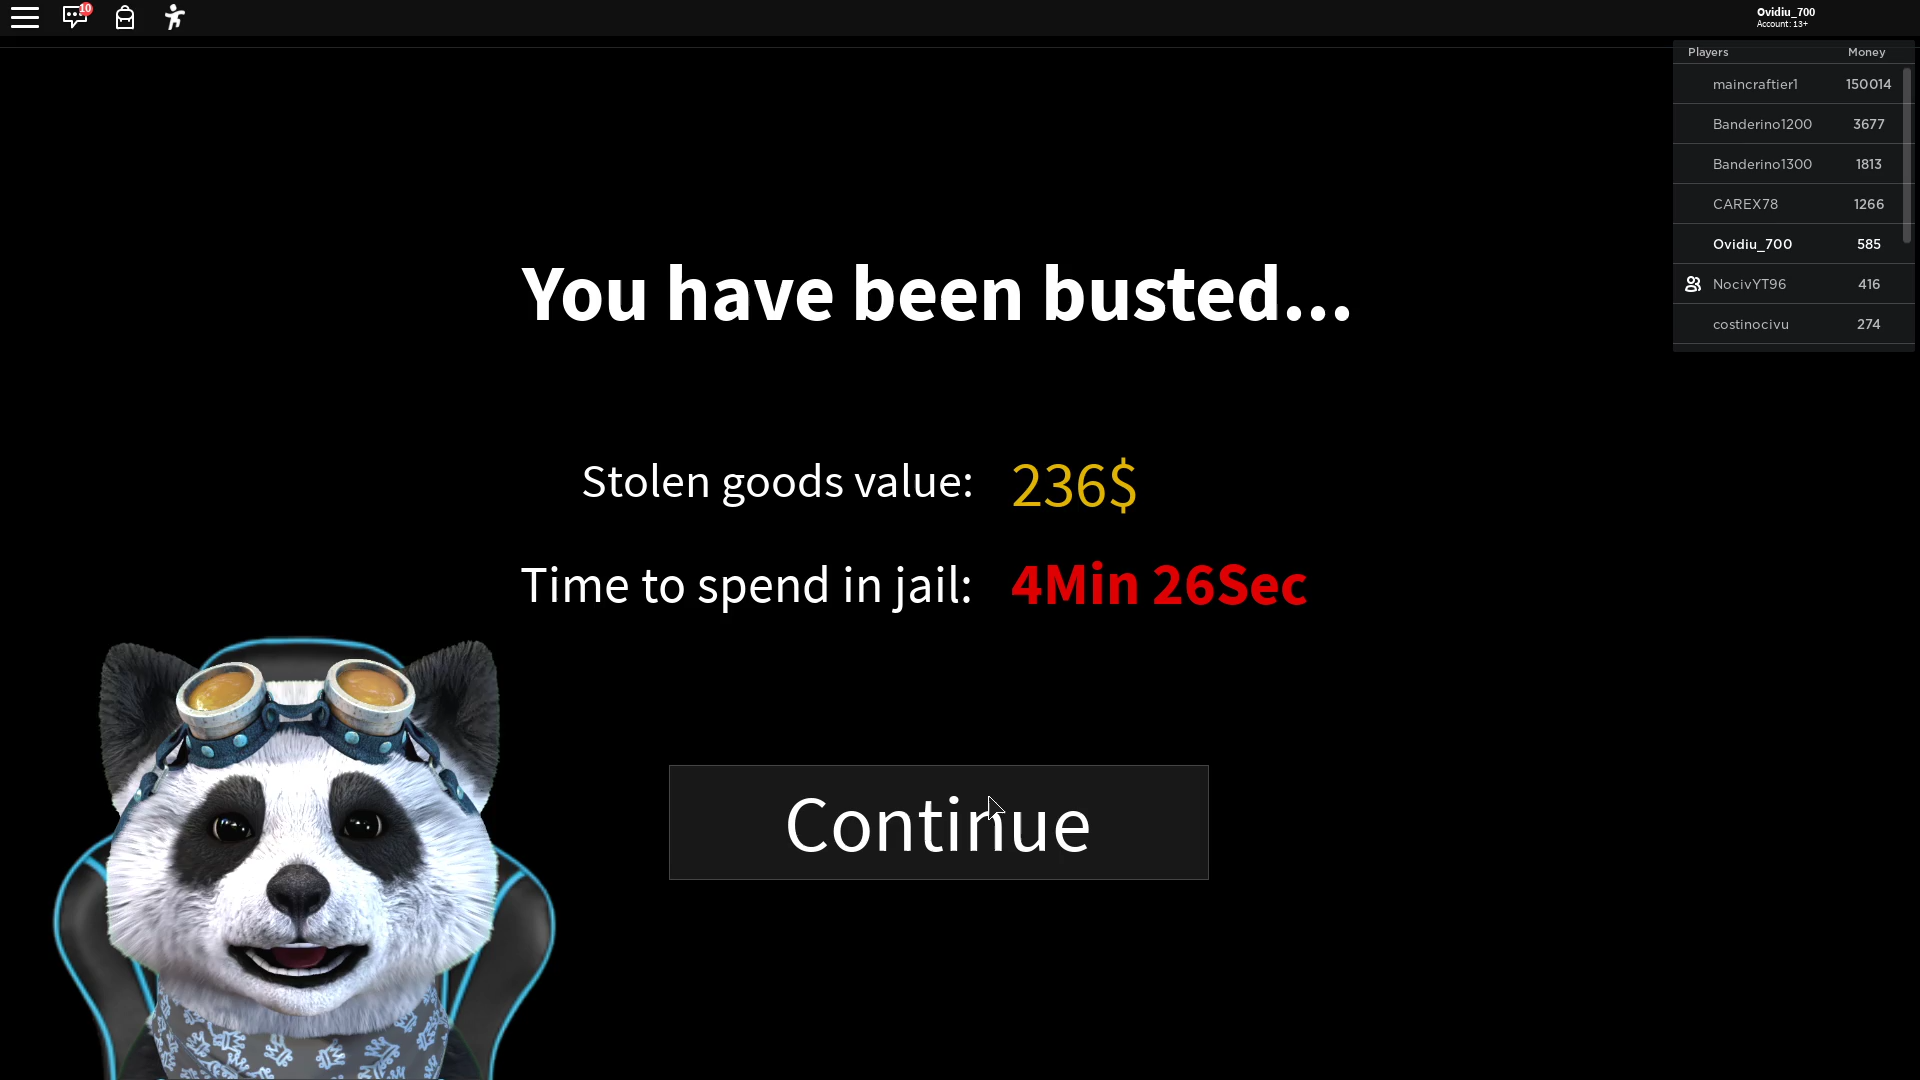 10
Ovidiu_700
Account: 13+
Players Money
maincraftier1 150014
Banderino1200 3677
Banderino1300 1813
CAREX78 1266
Ovidiu_700 585
NocivYT96 416
costinocivu 274
You have been busted...
Stolen goods value: 236$
Time to spend in jail: 4Min 26Sec
Continue